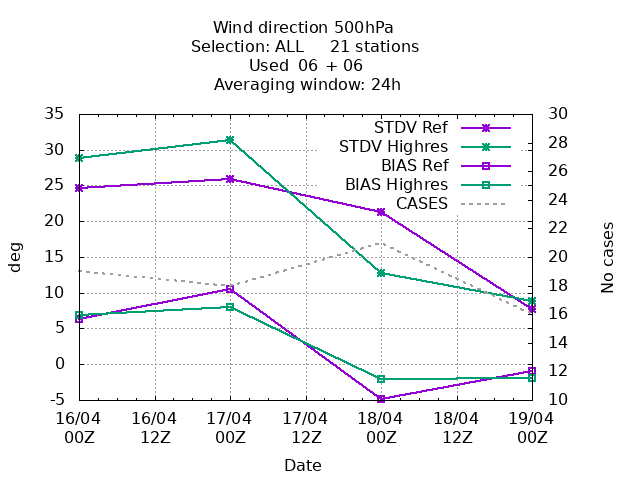 Wind direction 500hPa
Selection: ALL     21 stations
Used  06 + 06
Averaging window: 24h
STDV Ref
STDV Highres
BIAS Ref
BIAS Highres
CASES
35
30
25
20
15
10
5
0
-5
deg
30
28
26
24
22
20
18
16
14
12
10
No cases
16/04 16/04 17/04 17/04 18/04 18/04 19/04
00Z 12Z 00Z 12Z 00Z 12Z 00Z
Date